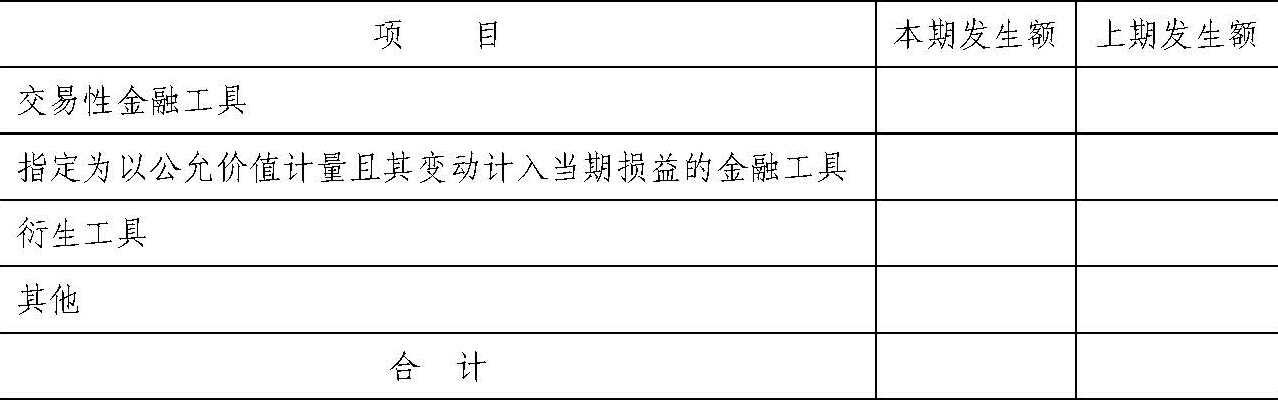 项 目 本期发生额 上期发生额
交易性金融工具
指定为以公允价值计量且其变动计入当期损益的金融工具
衍生工具
其他
合 计